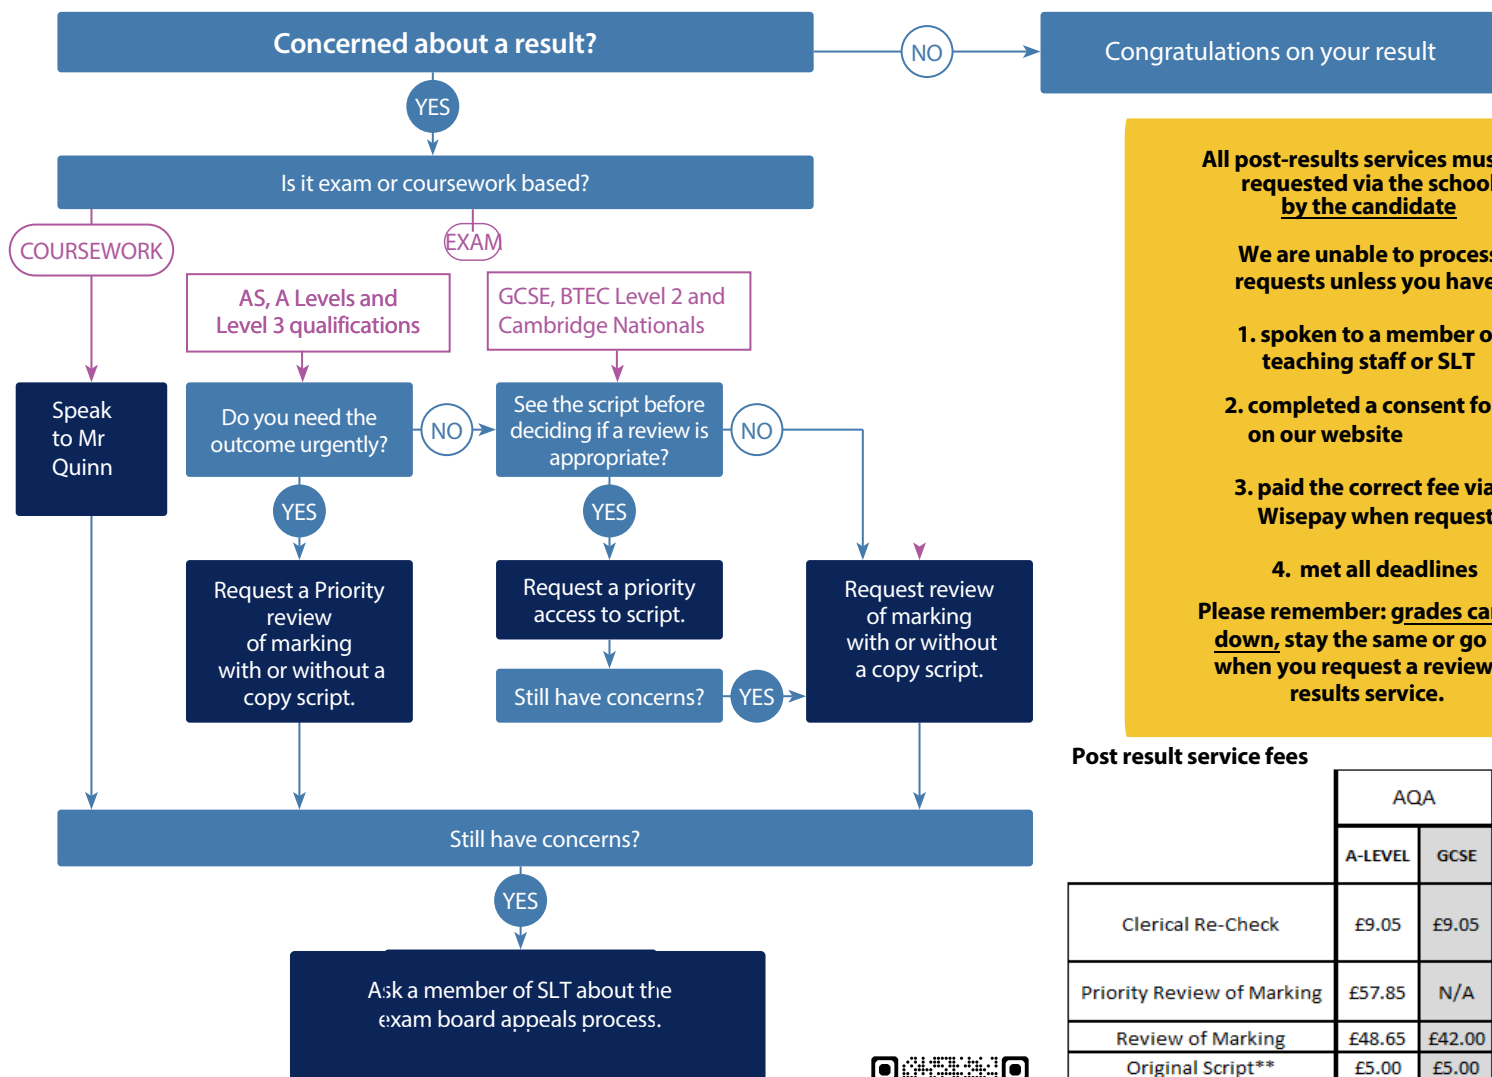 Concerned about a result?
NO
Congratulations on your result
YES
Is it exam or coursework based?
COURSEWORK
EXAM
AS, A Levels and
Level 3 qualifications
GCSE, BTEC Level 2 and
Cambridge Nationals
Speak
to Mr
Quinn
Do you need the
outcome urgently?
NO
See the script before
deciding if a review is
appropriate?
NO
YES
YES
Request a Priority
review
of marking
with or without a
copy script.
Request a priority
access to script.
Still have concerns?
YES
Request review
of marking
with or without
a copy script.
Still have concerns?
YES
Ask a member of SLT about the
exam board appeals process.
All post-results services
requested via the school
by the candidate
We are unable to process
requests unless you have
1. spoken to a member
teaching staff or SLT
2. completed a consent
on our website
3. paid the correct fee via
Wisepay when
4. met all deadlines
Please remember: grades
down, stay the same or go
when you request a review
results service.
Post result service fees
AQA
A-LEVEL GCSE
Clerical Re-Check £9.05 £9.05
Priority Review of Marking £57.85 N/A
Review of Marking £48.65 £42.00
Original Script** £5.00 £5.00